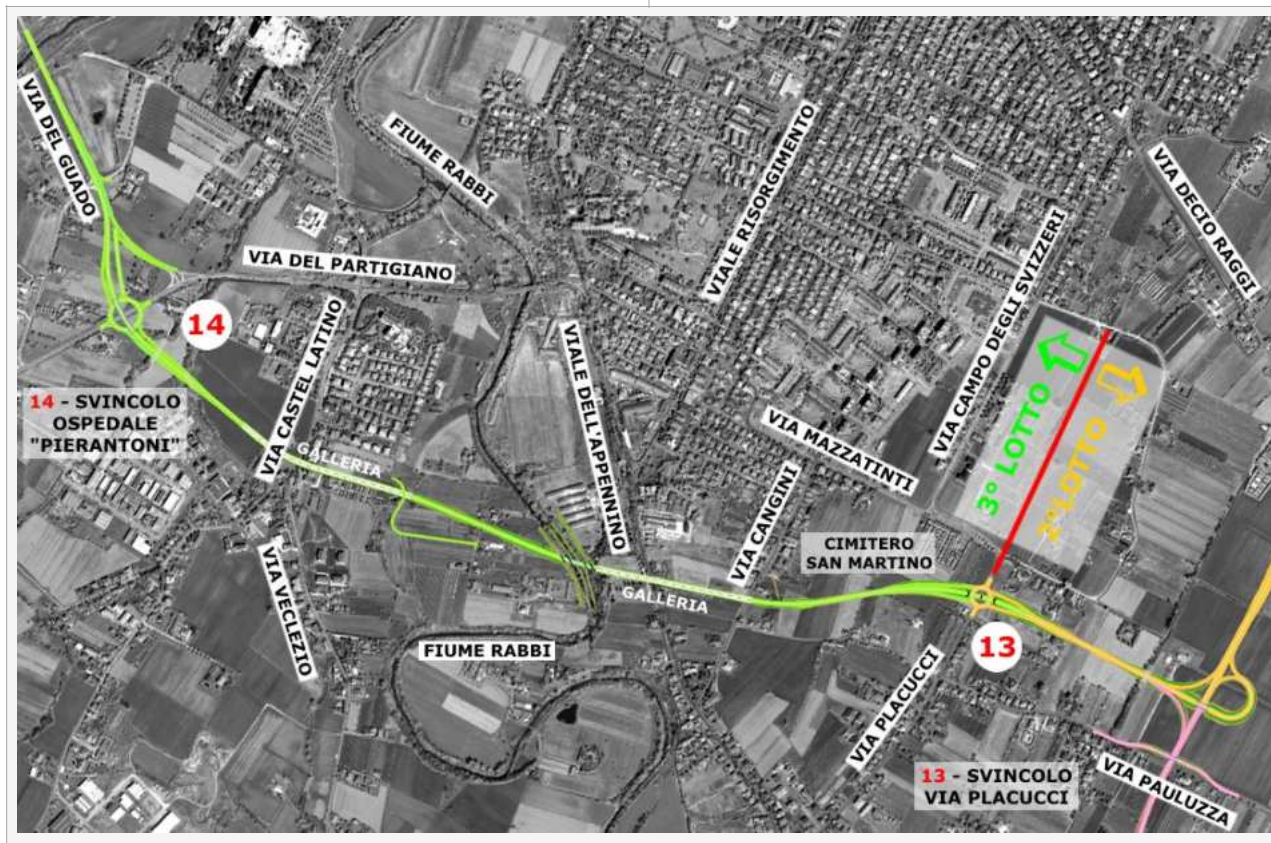 VIA DEL GUADO
FIUME RABBI
VIA DEL PARTIGIANO
VIALE RISORGIMENTO
VIA DECIO RAGGI
VIA CAMPO DEGLI SVIZZERI
14
VIA CASTEL LATINO
VIALE DELL'APPENNINO
3° LOTTO
2° LOTTO
14 - SVINCOLO
OSPEDALE
"PIERANTONI"
GALLERIA
VIA MAZZATINTI
VIA VECLEZIO
VIA CANGINI
CIMITERO
SAN MARTINO
GALLERIA
FIUME RABBI
13
VIA PLACUCCI
13 - SVINCOLO
VIA PLACUCCI
VIA PAULUZZA